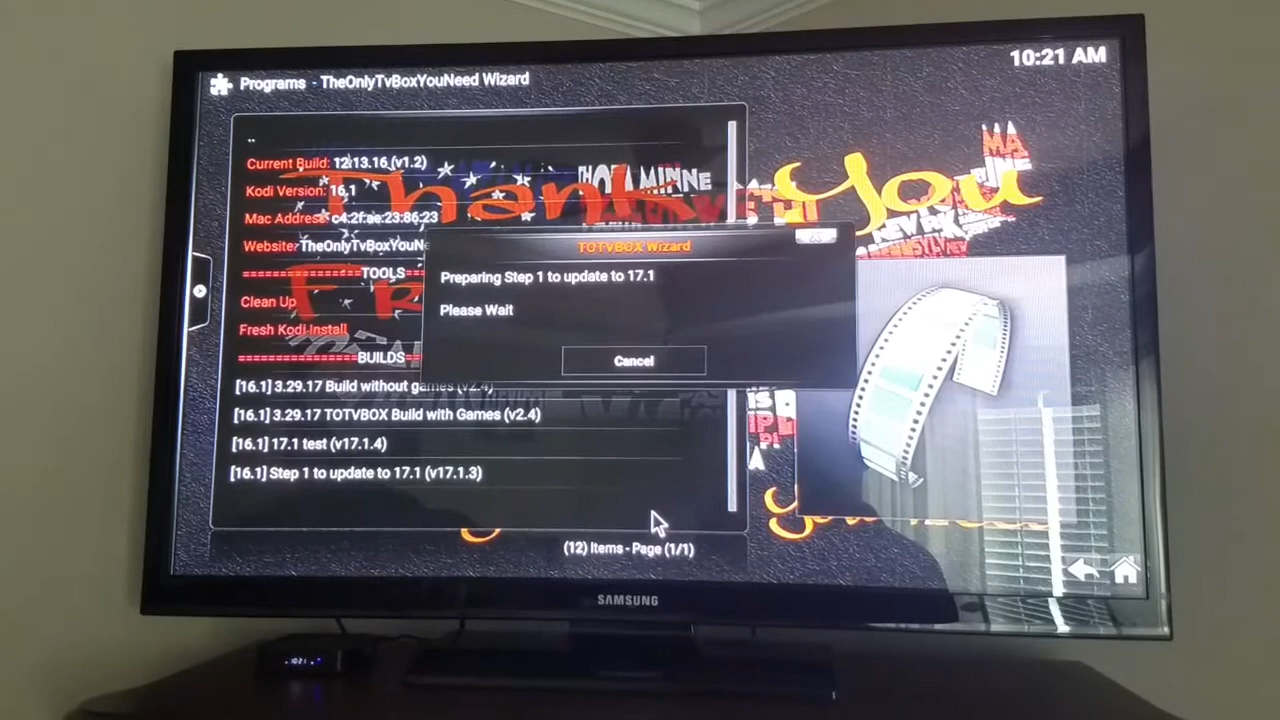 10:21 AM
Programs - TheOnlyTvBoxYouNeed Wizard
..
Current Build: 12.13.16 (v1.2)
Kodi Version: 16.1
Mac Address: c4:2f:ae:23:86:23
Website: TheOnlyTvBoxYouN
==================TOOLS
Clean Up
Fresh Kodi Install
==================BUILDS
[16.1] 3.29.17 Build without games (v2.4)
[16.1] 3.29.17 TOTVBOX Build with Games (v2.4)
[16.1] 17.1 test (v17.1.4)
[16.1] Step 1 to update to 17.1 (v17.1.3)
(12) Items - Page (1/1)
TOTVBOX Wizard
Preparing Step 1 to update to 17.1
Please Wait
Cancel
Thank You
MINNE
MA
SAMSUNG
10:21